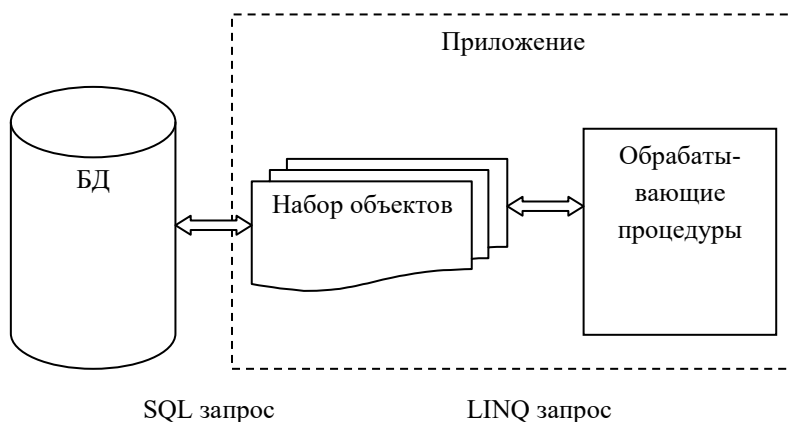 Приложение
БД
Набор объектов
Обрабаты-
вающие
процедуры
SQL запрос
LINQ запрос